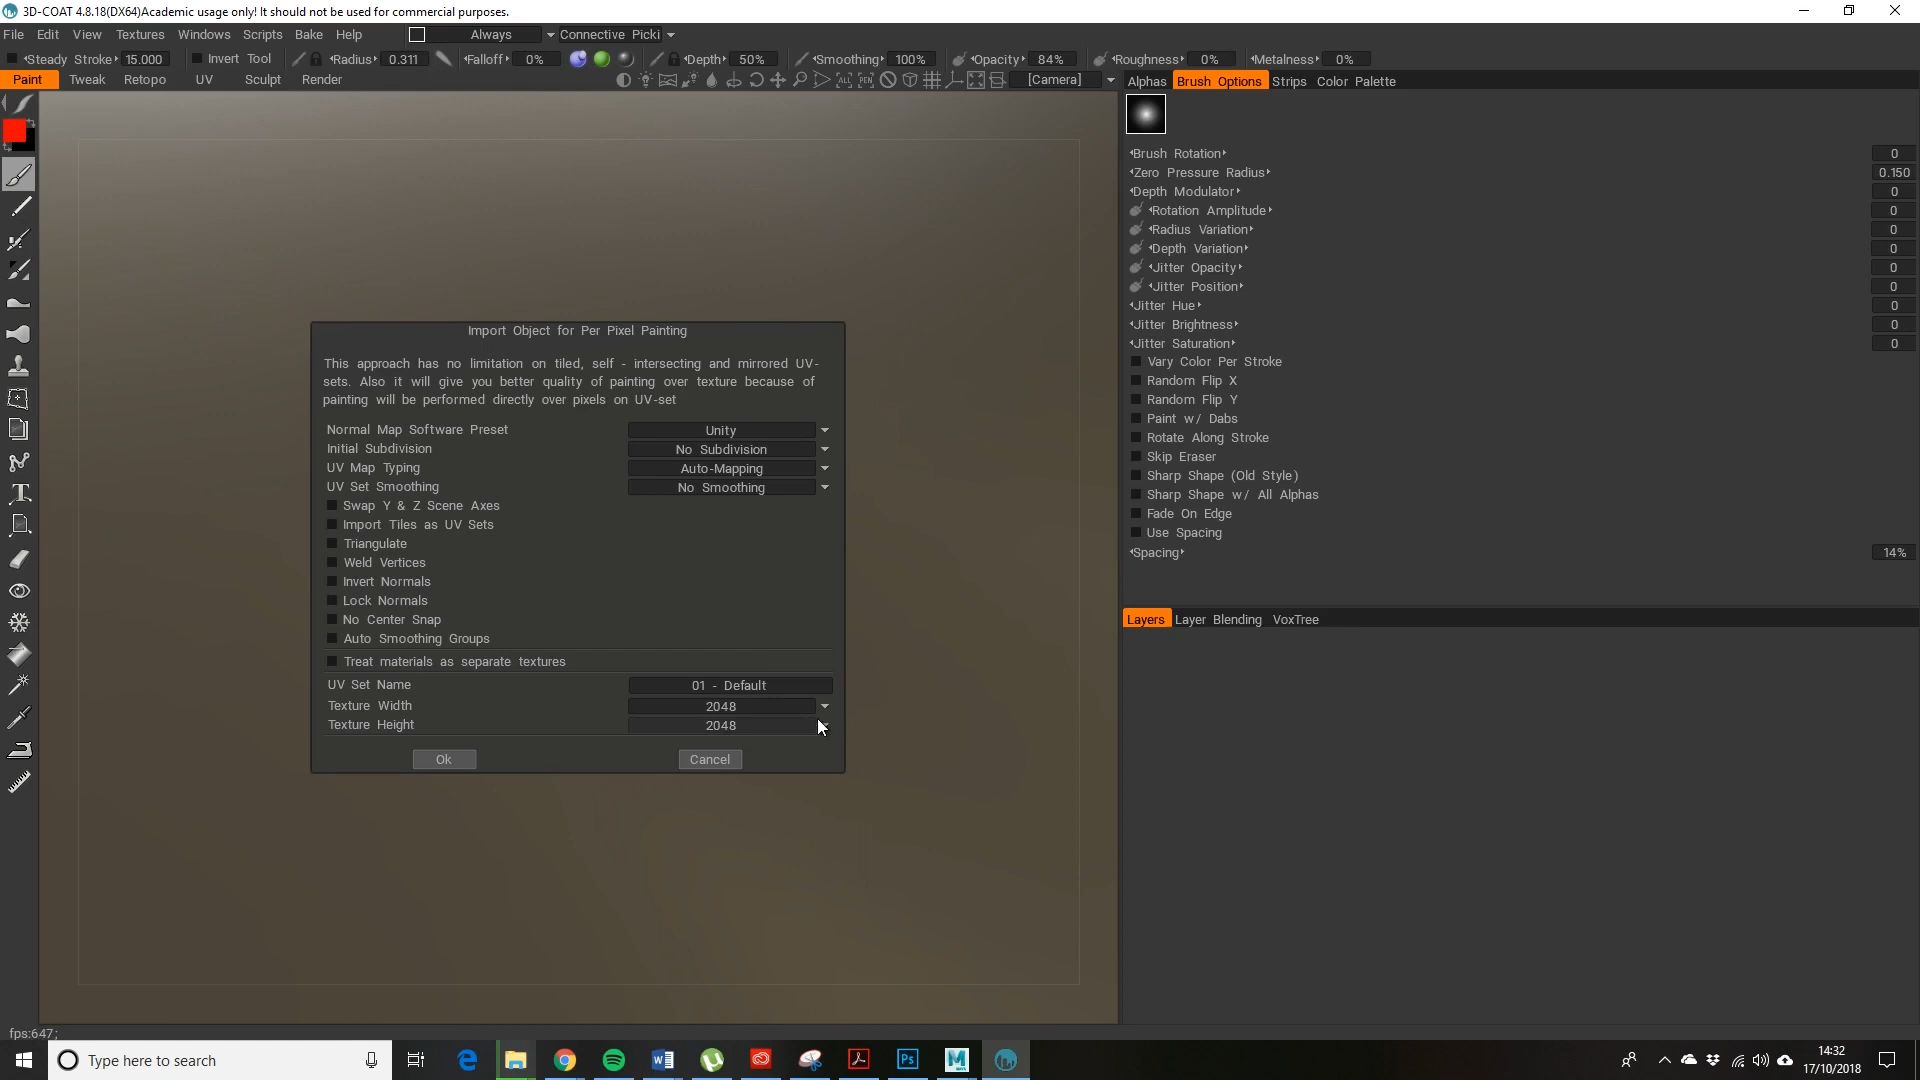 3D-COAT 4.8.18(DX64)Academic usage only! It should not be used for commercial purposes.
File Edit View Textures Windows Scripts Bake Help Always Connective Picki
Steady Stroke 15.000 Invert Tool Radius 0.311 Falloff 0% Depth 50% Smoothing 100% Opacity 84% Roughness 0% Metalness 0%
Paint Tweak Retopo UV Sculpt Render ALL PEN [Camera] Alphas Brush Options Strips Color Palette
Brush Rotation 0
Zero Pressure Radius 0.150
Depth Modulator 0
Rotation Amplitude 0
Radius Variation 0
Depth Variation 0
Jitter Opacity 0
Jitter Position 0
Jitter Hue 0
Jitter Brightness 0
Jitter Saturation 0
Vary Color Per Stroke
Random Flip X
Random Flip Y
Paint w/ Dabs
Rotate Along Stroke
Skip Eraser
Sharp Shape (Old Style)
Sharp Shape w/ All Alphas
Fade On Edge
Use Spacing
Spacing 14%
Layers Layer Blending VoxTree
Import Object for Per Pixel Painting
This approach has no limitation on tiled, self - intersecting and mirrored UV-
sets. Also it will give you better quality of painting over texture because of
painting will be performed directly over pixels on UV-set
Normal Map Software Preset Unity
Initial Subdivision No Subdivision
UV Map Typing Auto-Mapping
UV Set Smoothing No Smoothing
Swap Y & Z Scene Axes
Import Tiles as UV Sets
Triangulate
Weld Vertices
Invert Normals
Lock Normals
No Center Snap
Auto Smoothing Groups
Treat materials as separate textures
UV Set Name 01 - Default
Texture Width 2048
Texture Height 2048
Ok Cancel
fps:647;
Type here to search
14:32
17/10/2018